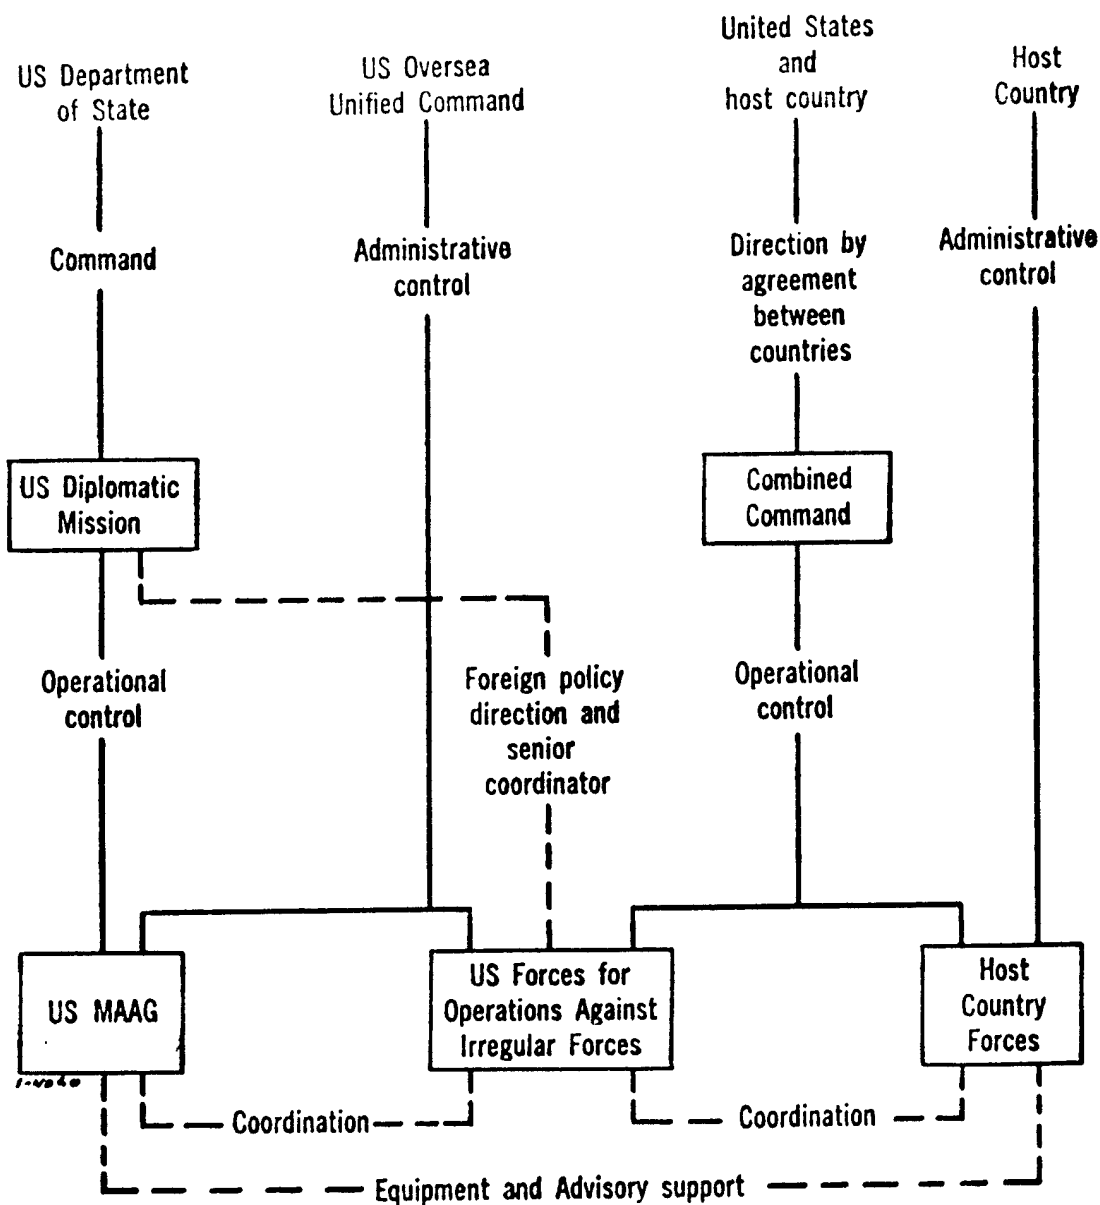 US Department
of State
US Oversea
Unified Command
United States
and
host country
Host
Country
Command
Administrative
control
Direction by
agreement
between
countries
Administrative
control
US Diplomatic
Mission
Combined
Command
Operational
control
Foreign policy
direction and
senior
coordinator
Operational
control
US MAAG
US Forces for
Operations Against
Irregular Forces
Host
Country
Forces
Coordination
Coordination
Equipment and Advisory support